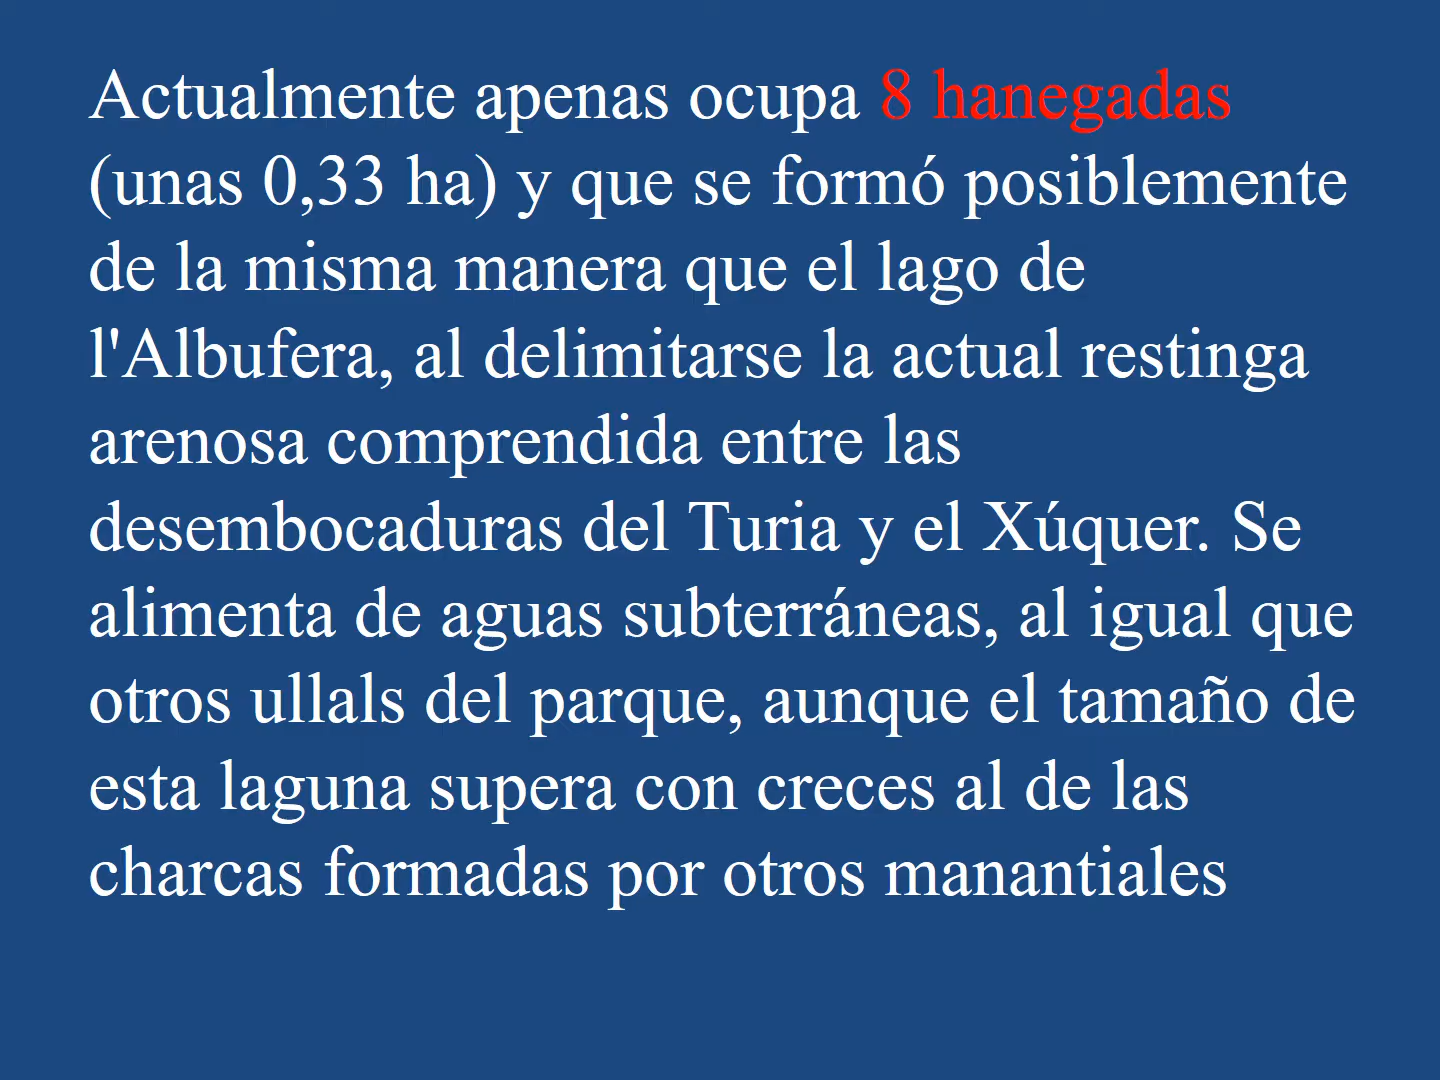 Actualmente apenas ocupa 8 hanegadas
(unas 0,33 ha) y que se formó posiblemente
de la misma manera que el lago de
l'Albufera, al delimitarse la actual restinga
arenosa comprendida entre las
desembocaduras del Turia y el Xúquer. Se
alimenta de aguas subterráneas, al igual que
otros ullals del parque, aunque el tamaño de
esta laguna supera con creces al de las
charcas formadas por otros manantiales